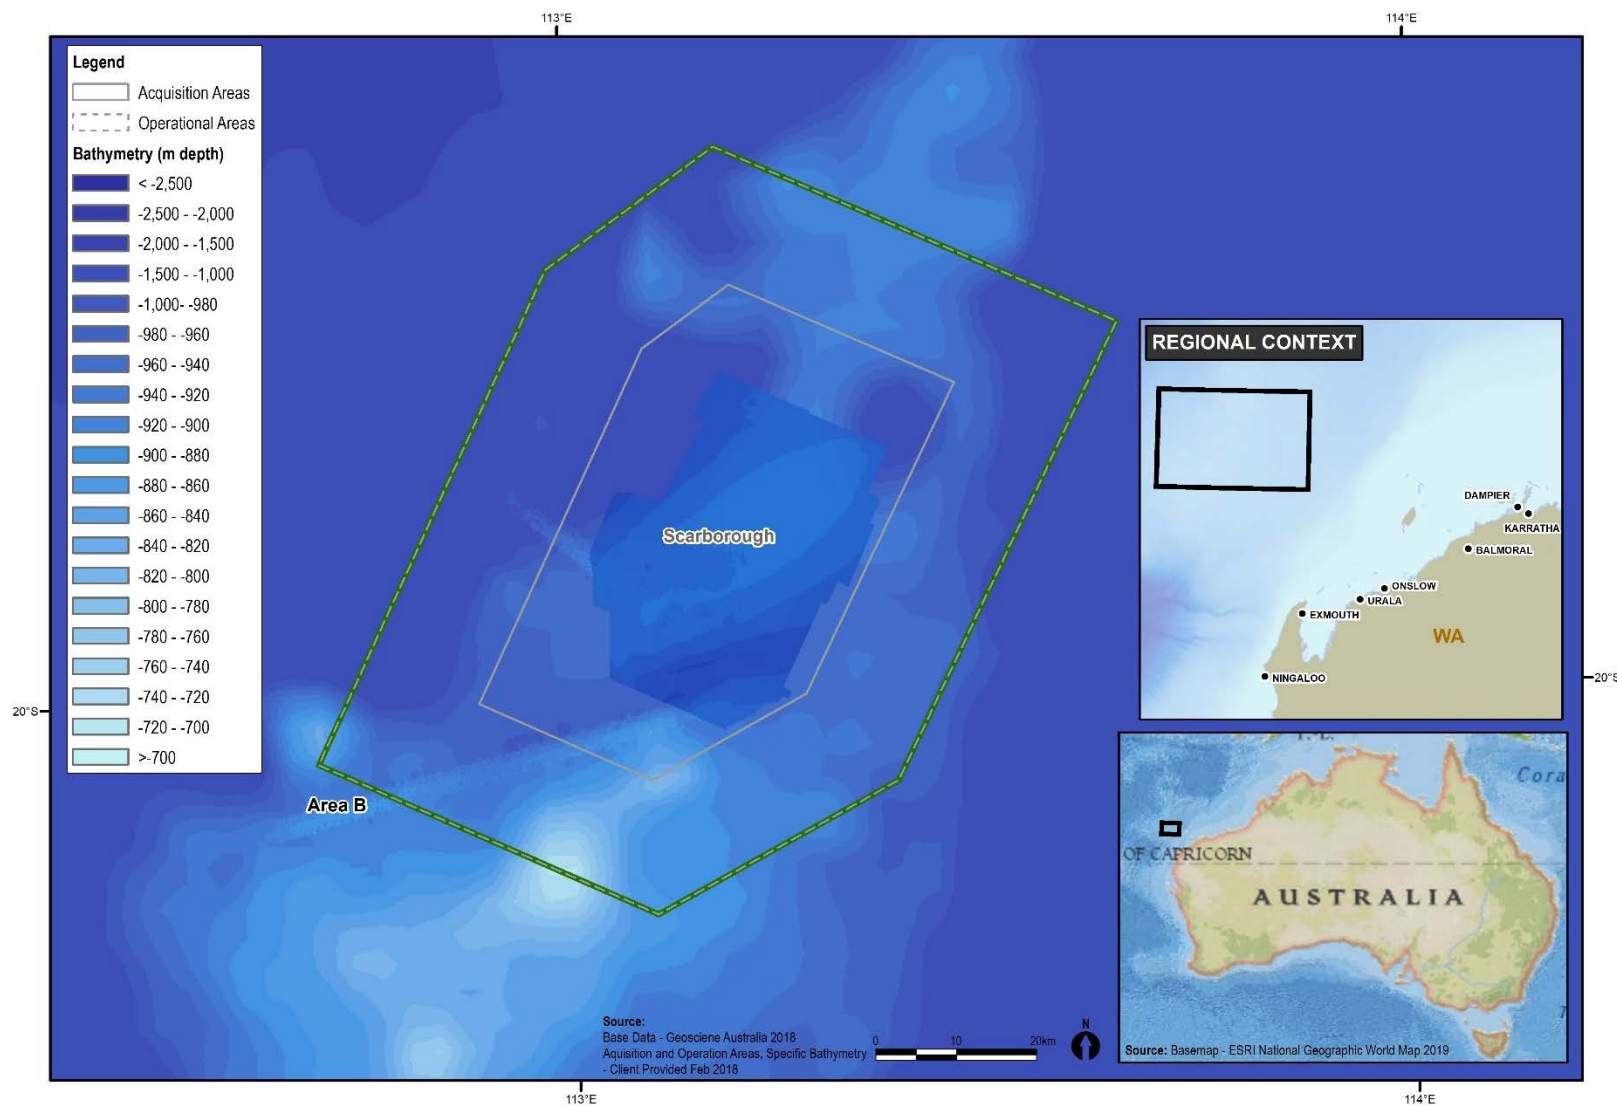 113°E
114°E
Legend
Acquisition Areas
Operational Areas
Bathymetry (m depth)
< -2,500
-2,500 - -2,000
-2,000 - -1,500
-1,500 - -1,000
-1,000- -980
-980 - -960
-960 - -940
-940 - -920
-920 - -900
-900 - -880
-880 - -860
-860 - -840
-840 - -820
-820 - -800
-800 - -780
-780 - -760
-760 - -740
-740 - -720
-720 - -700
>-700
Scarborough
Area B
20°S
20°S
REGIONAL CONTEXT
DAMPIER
KARRATHA
BALMORAL
ONSLOW
URALA
EXMOUTH
WA
NINGALOO
Cora
OF CAPRICORN
AUSTRALIA
Source: Basemap - ESRI National Geographic World Map 2019
Source:
Base Data - Geosciene Australia 2018
Aquisition and Operation Areas, Specific Bathymetry
- Client Provided Feb 2018
0 10 20km
N
113°E
114°E